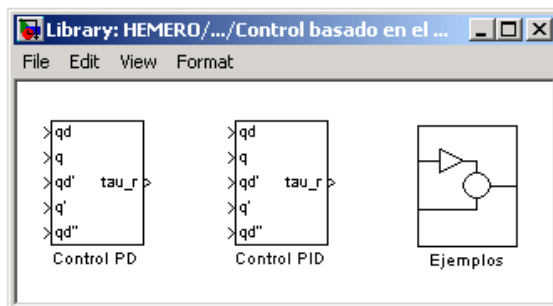 Library: HEMERO/.../Control basado en el ...
File Edit View Format
qd
q
qd' tau_r
q'
qd"
Control PD
qd
q
qd' tau_r
q'
qd"
Control PID
Ejemplos